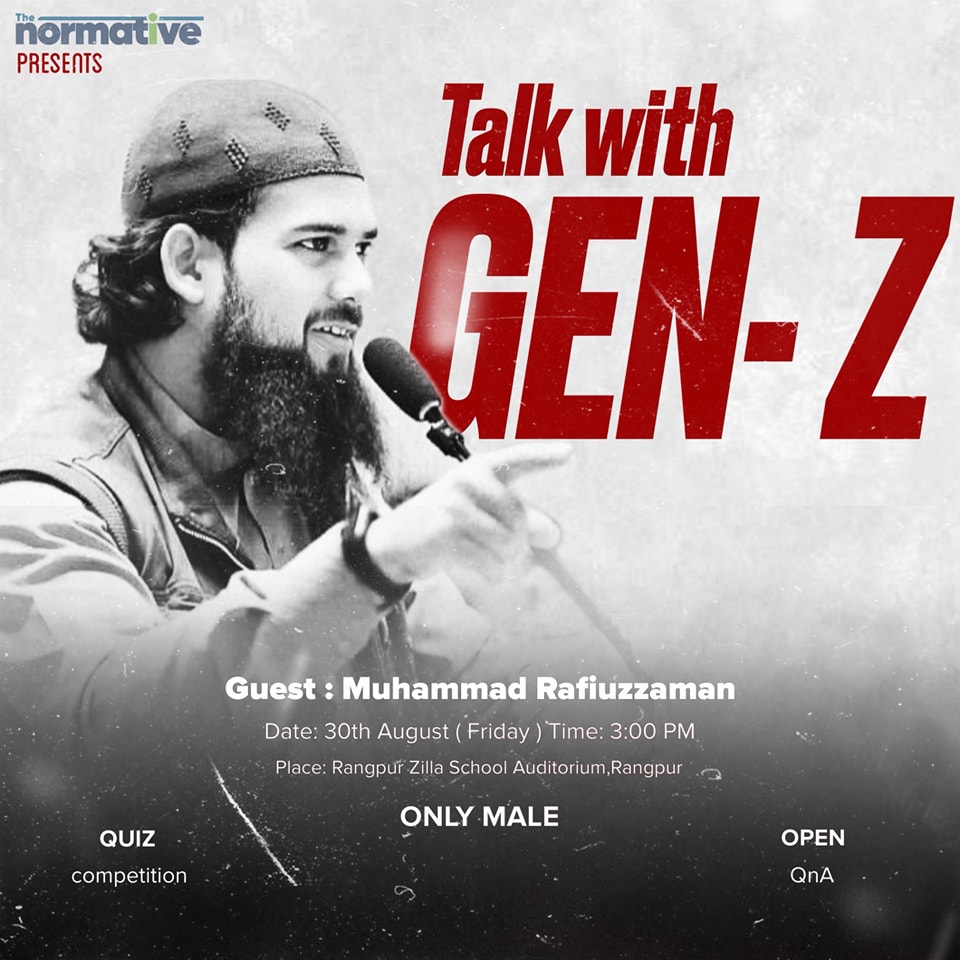 The
normative
PRESENTS
Talk with
GEN- Z
Guest : Muhammad Rafiuzzaman
Date: 30th August ( Friday ) Time: 3:00 PM
Place: Rangpur Zilla School Auditorium,Rangpur
ONLY MALE
QUIZ
competition
OPEN
QnA